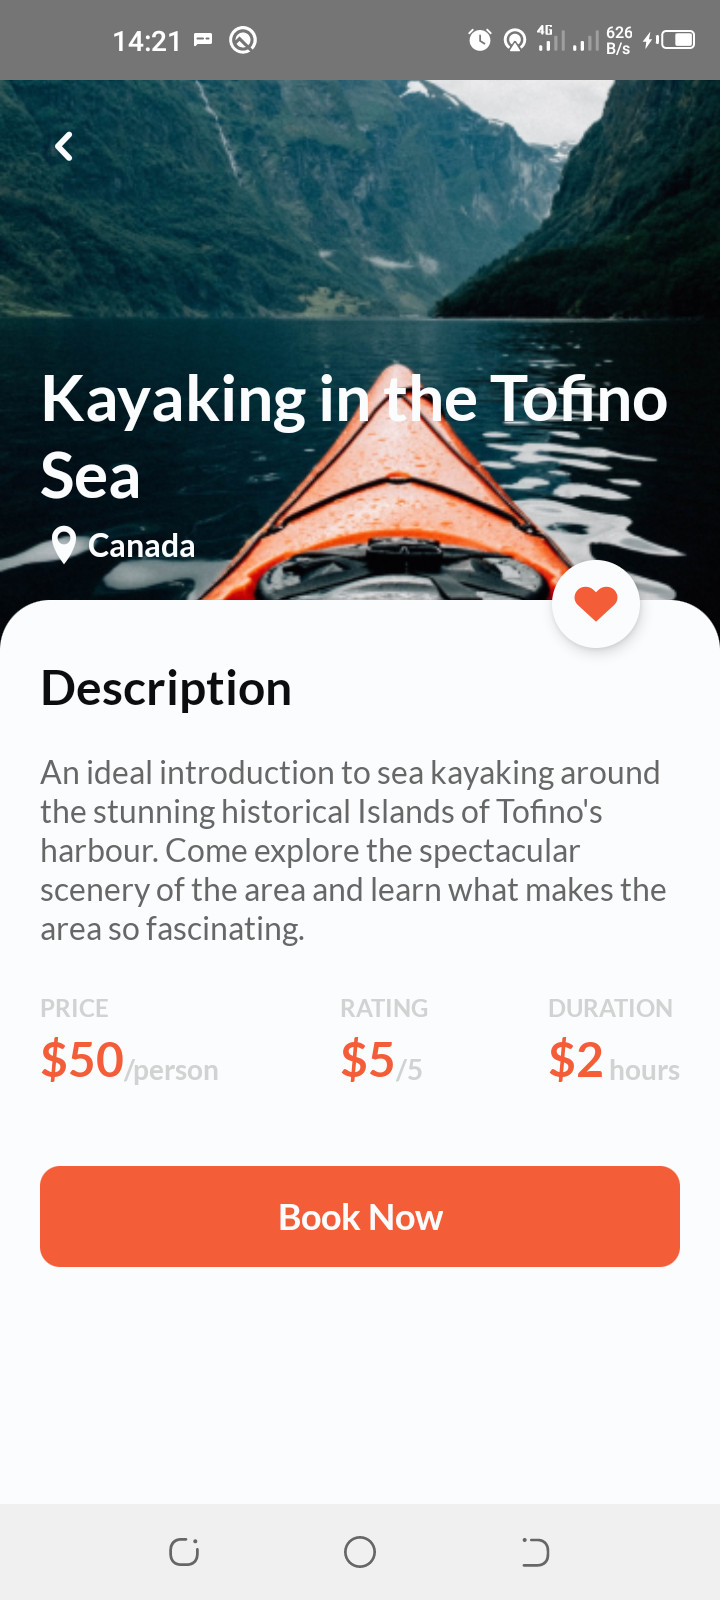 14:21
4G
626
B/s
Kayaking in the Tofino
Sea
Canada
Description
An ideal introduction to sea kayaking around
the stunning historical Islands of Tofino's
harbour. Come explore the spectacular
scenery of the area and learn what makes the
area so fascinating.
PRICE RATING DURATION
$50/person $5/5 $2 hours
Book Now